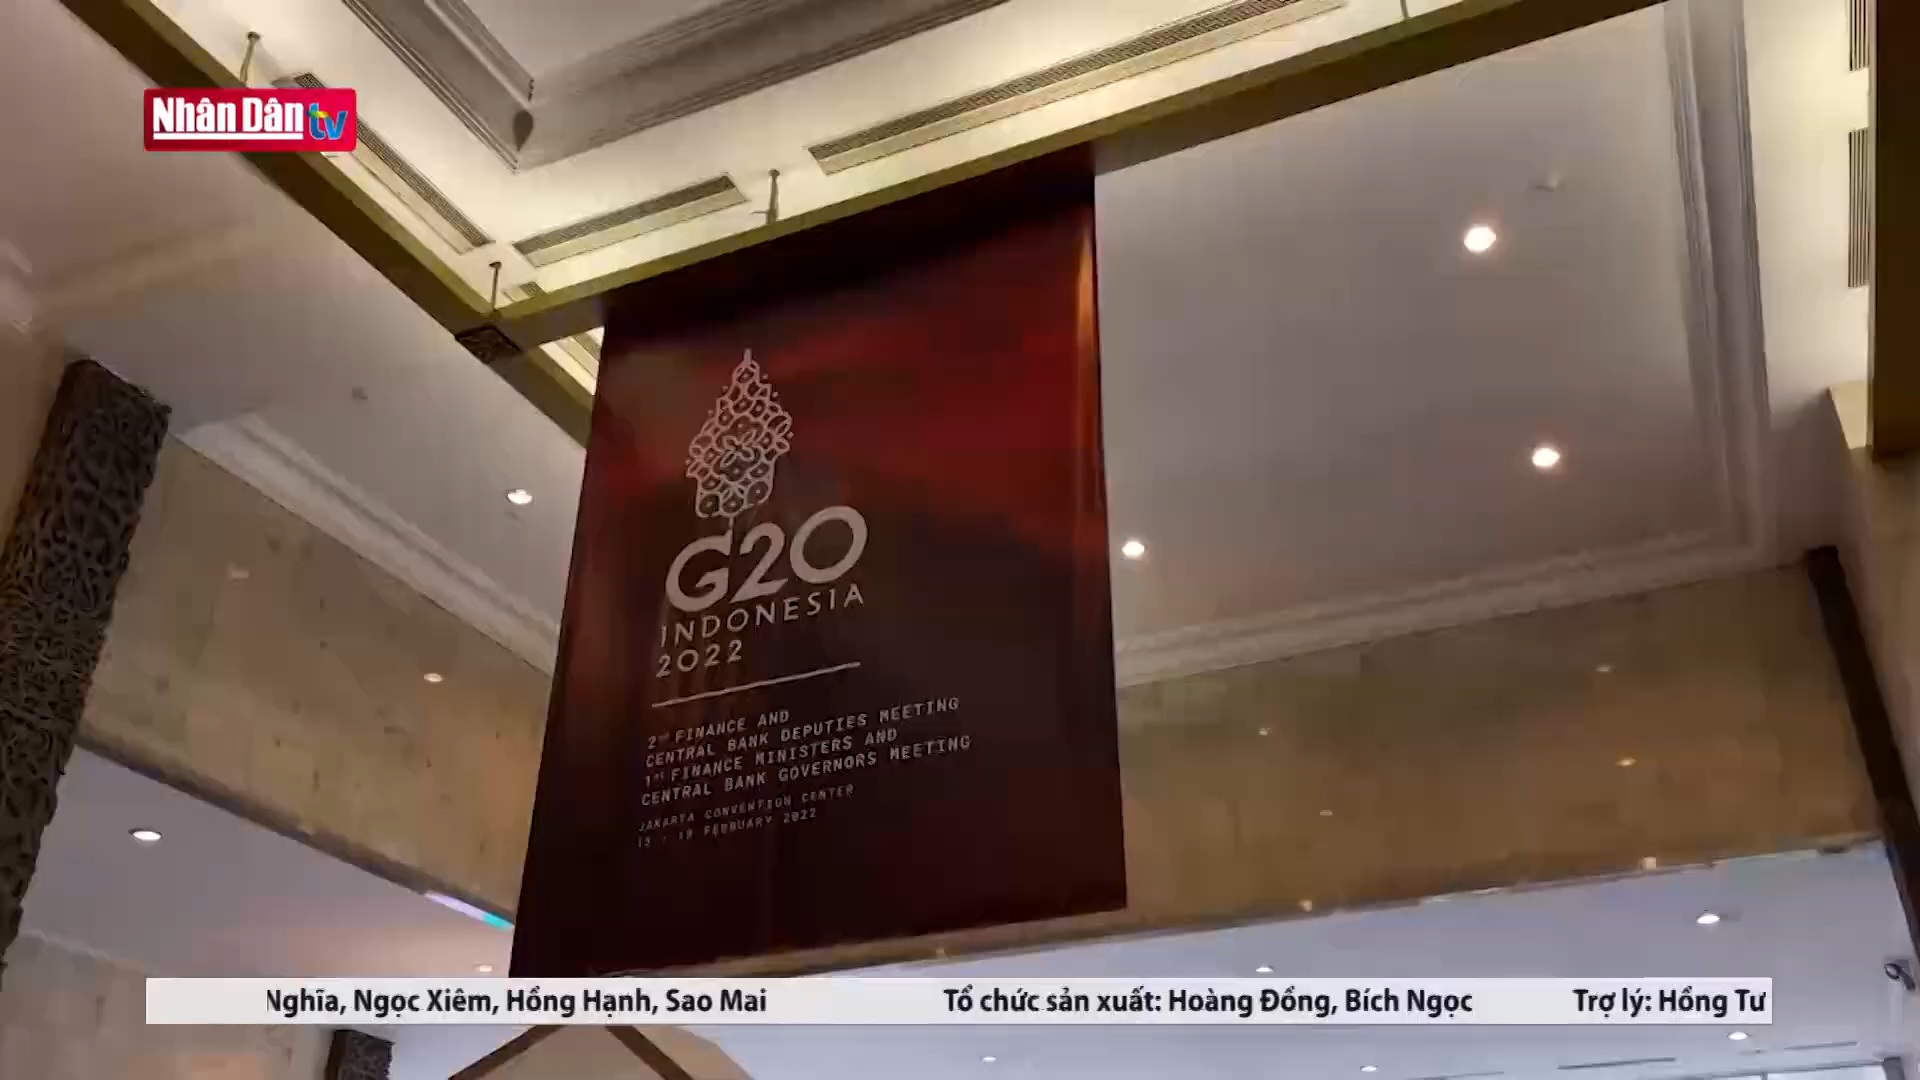 Nhân Dân tv
G20
INDONESIA
2022
2ND FINANCE AND
CENTRAL BANK DEPUTIES MEETING
1ST FINANCE MINISTERS AND
CENTRAL BANK GOVERNORS MEETING
JAKARTA CONVENTION CENTER
FEBRUARY 2022
Nghĩa, Ngọc Xiêm, Hồng Hạnh, Sao Mai Tổ chức sản xuất: Hoàng Đồng, Bích Ngọc Trợ lý: Hồng Tư